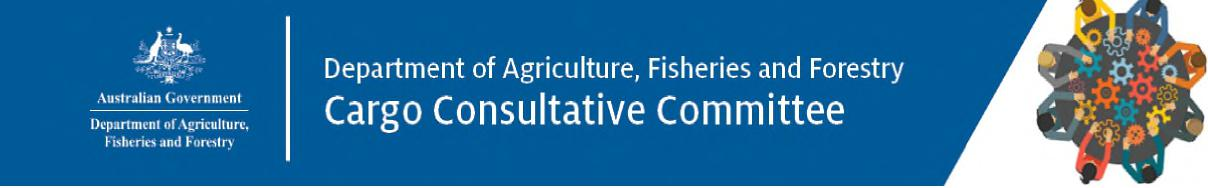 Australian Government
Department of Agriculture,
Fisheries and Forestry
Department of Agriculture, Fisheries and Forestry
Cargo Consultative Committee